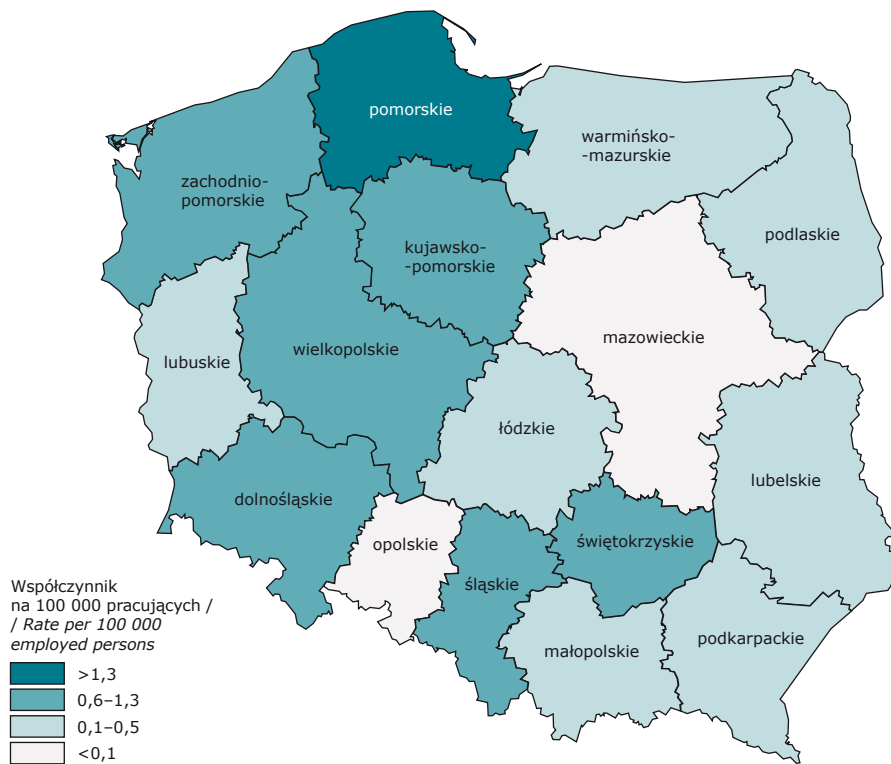 pomorskie
warmińsko-
-mazurskie
zachodnio-
pomorskie
podlaskie
kujawsko-
-pomorskie
mazowieckie
wielkopolskie
lubuskie
łódzkie
lubelskie
dolnośląskie
opolskie
świętokrzyskie
śląskie
podkarpackie
małopolskie
Współczynnik
na 100 000 pracujących /
/ Rate per 100 000
employed persons
>1,3
0,6–1,3
0,1–0,5
<0,1